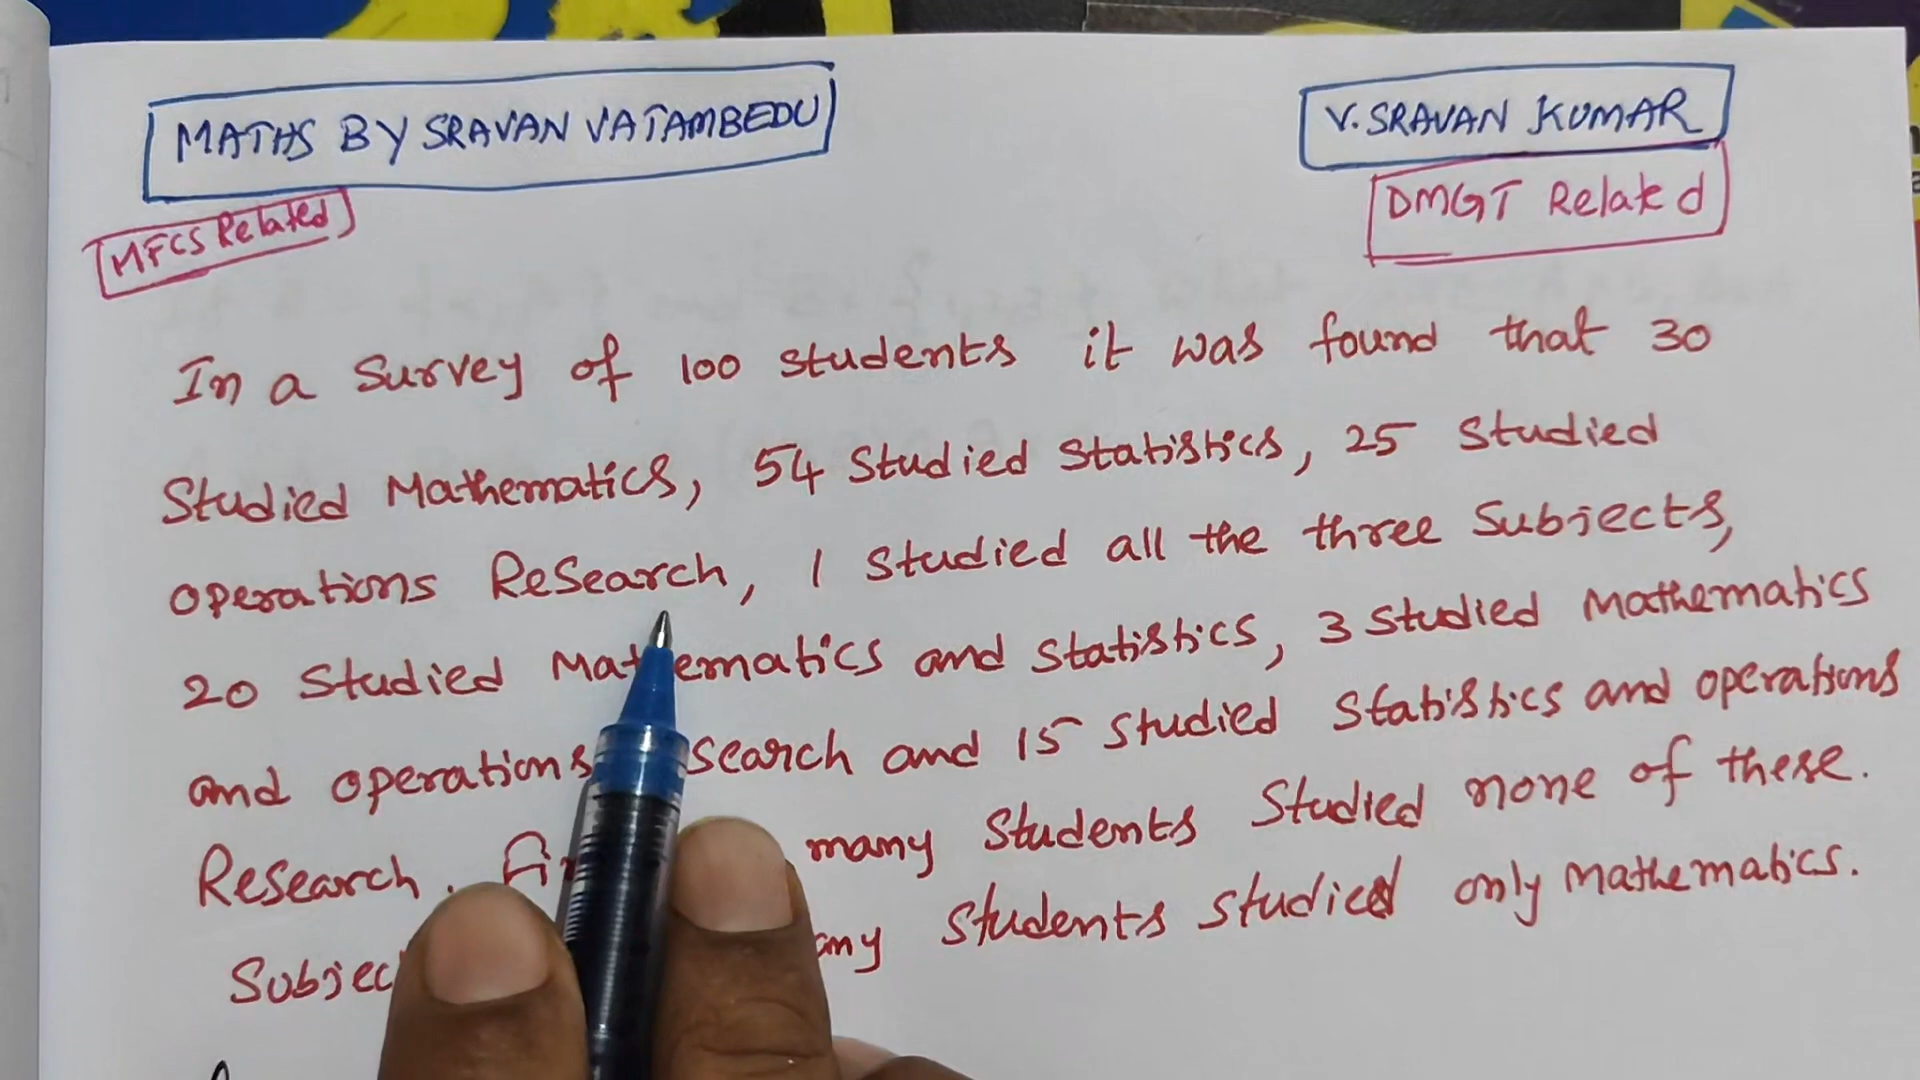 MATHS BY SRAVAN VATAMBEDU
V. SRAVAN KUMAR
MFCS Related
DMGT Related
In a Survey of 100 students it was found that 30
Studied Mathematics, 54 Studied Statistics, 25 Studied
operations Research, 1 studied all the three Subjects,
20 Studied Mathematics and Statistics, 3 Studied Mathematics
and operations search and 15 studied Statistics and operations
Research. many Students Studied none of these.
Students studied only Mathematics.